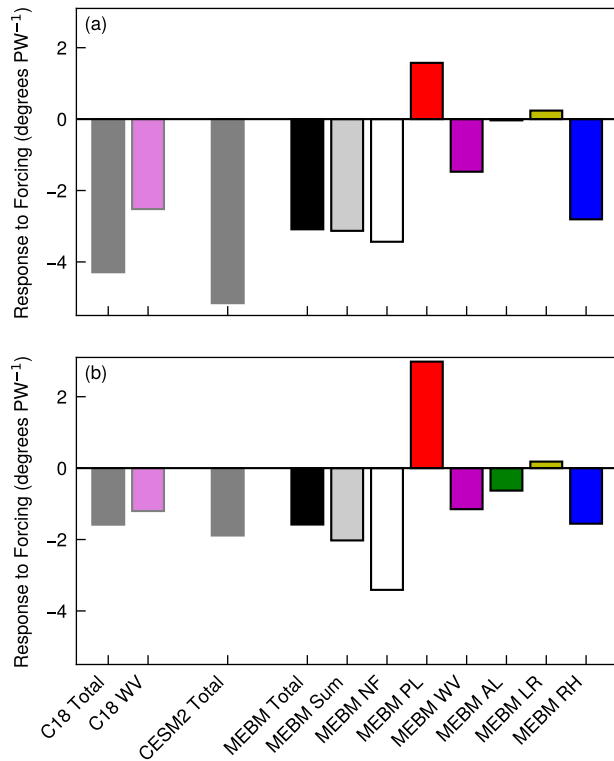 (a)
Response to Forcing (degrees PW⁻¹)
2
0
−2
−4
(b)
Response to Forcing (degrees PW⁻¹)
2
0
−2
−4
C18 Total
C18 WV
CESM2 Total
MEBM Total
MEBM Sum
MEBM NF
MEBM PL
MEBM WV
MEBM AL
MEBM LR
MEBM RH